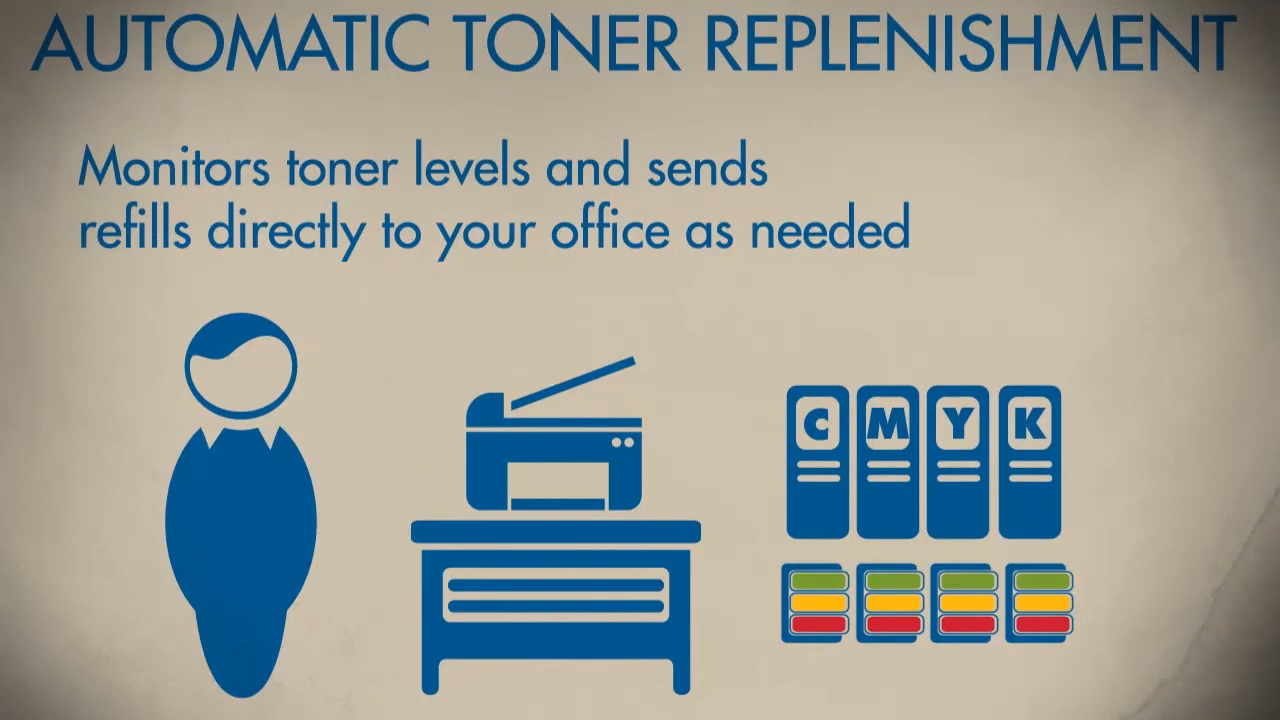 AUTOMATIC TONER REPLENISHMENT
Monitors toner levels and sends
refills directly to your office as needed
C M Y K